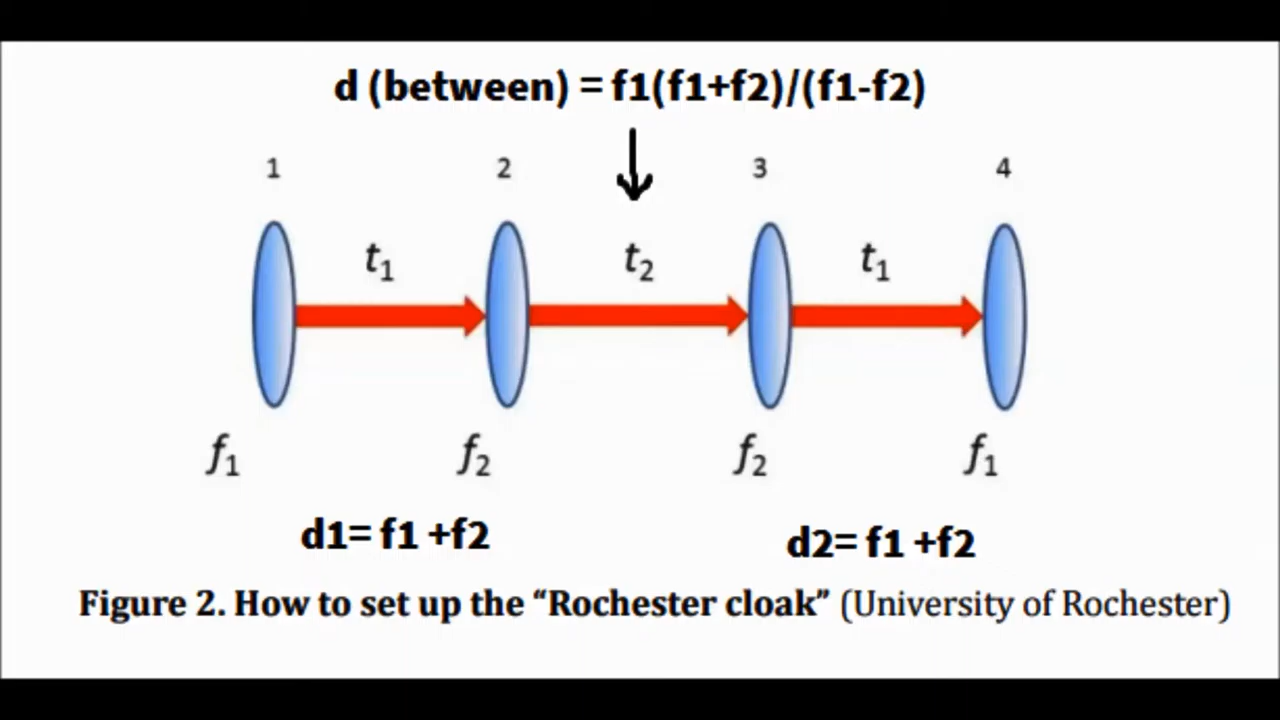 d (between) = f1(f1+f2)/(f1-f2)
1 2 3 4
t₁ t₂ t₁
f₁ f₂ f₂ f₁
d1= f1 +f2 d2= f1 +f2
Figure 2. How to set up the “Rochester cloak” (University of Rochester)